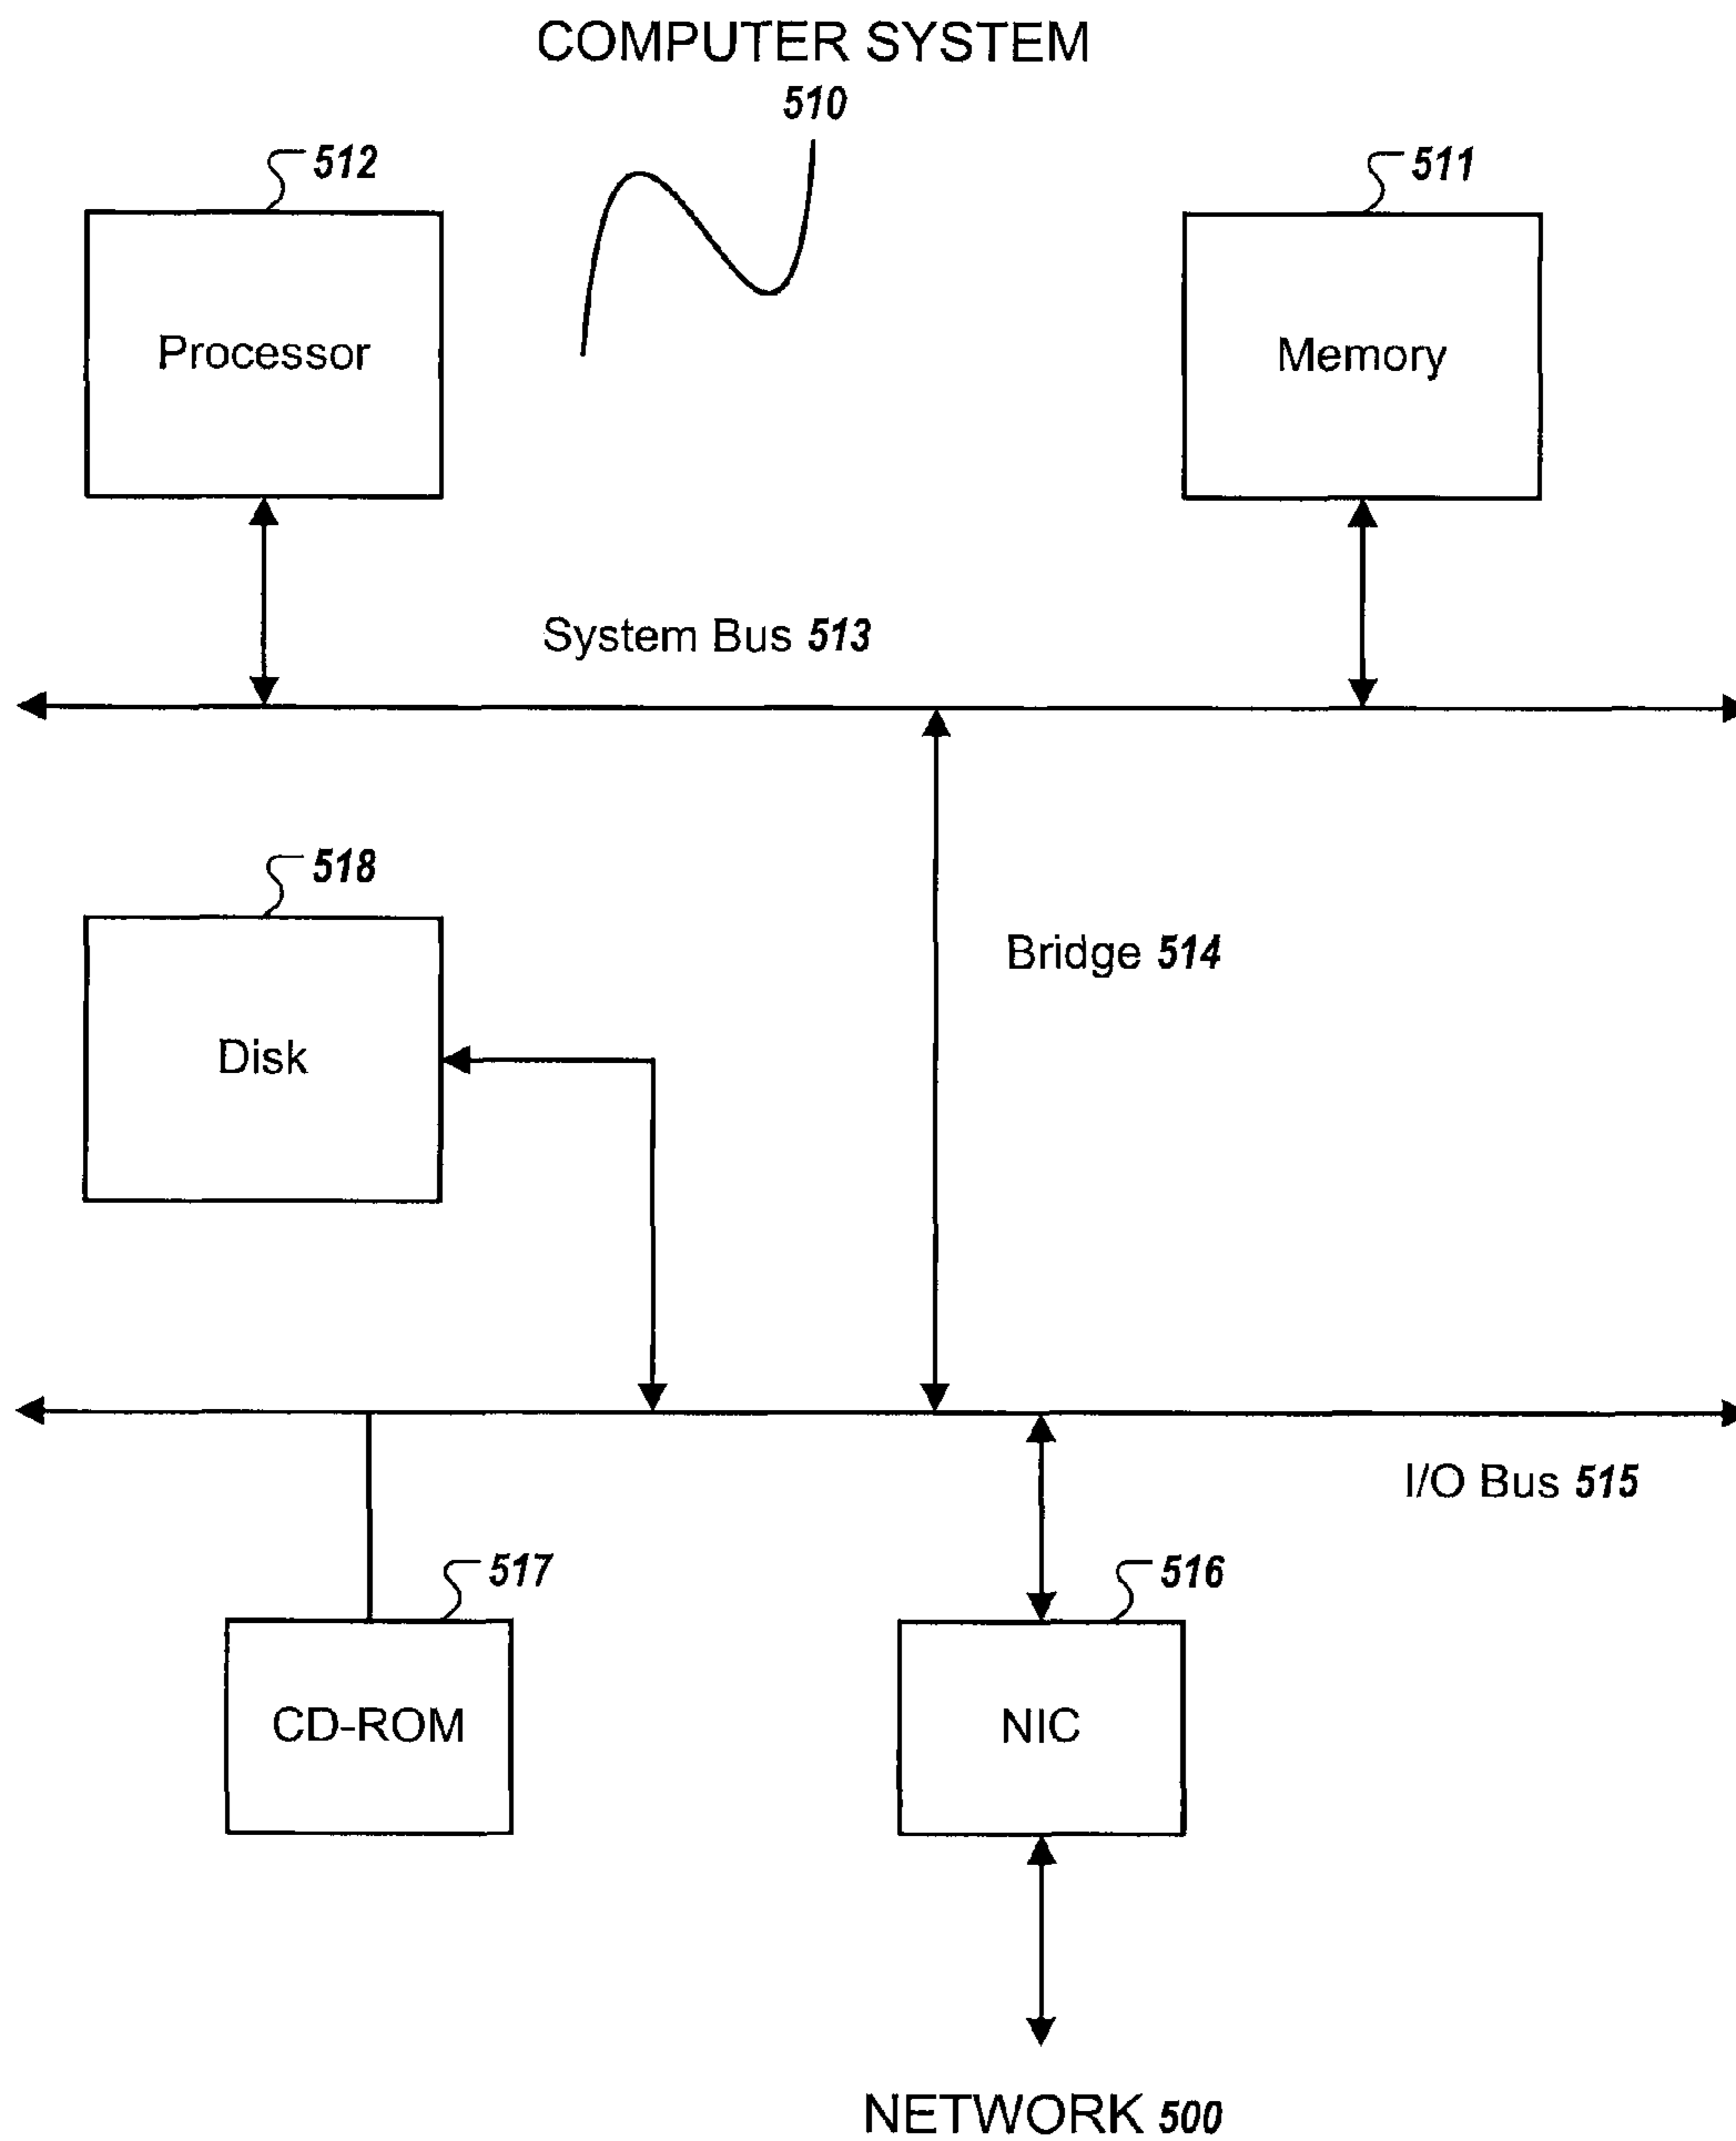 COMPUTER SYSTEM
510
512
511
Processor
Memory
System Bus 513
518
Bridge 514
Disk
I/O Bus 515
517
516
CD-ROM
NIC
NETWORK 500